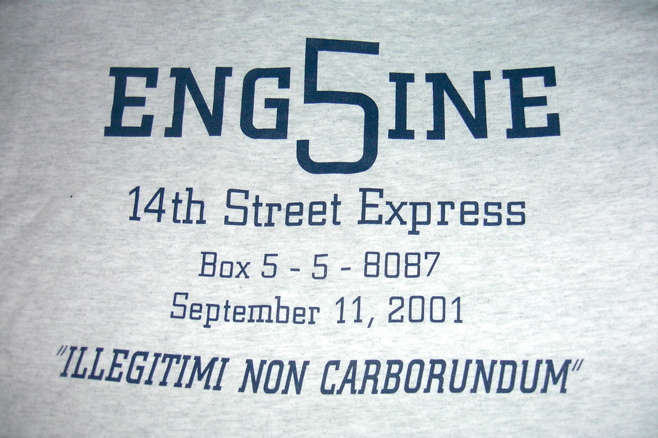 ENG5INE
14th Street Express
Box 5 - 5 - 8087
September 11, 2001
"ILLEGITIMI NON CARBORUNDUM"